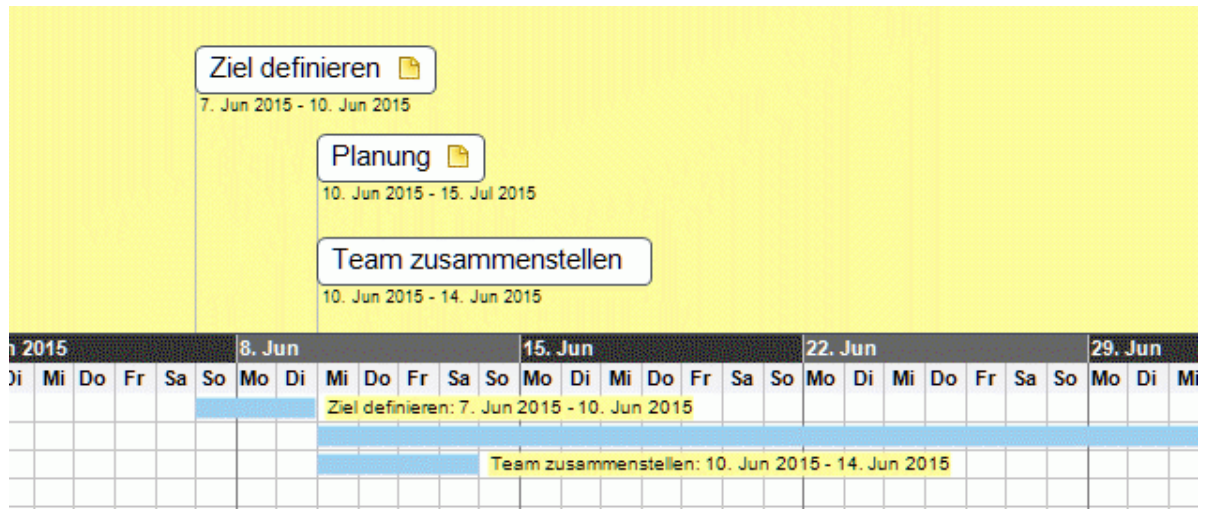 Ziel definieren
7. Jun 2015 - 10. Jun 2015
Planung
10. Jun 2015 - 15. Jul 2015
Team zusammenstellen
10. Jun 2015 - 14. Jun 2015
2015 8. Jun 15. Jun 22. Jun 29. Jun
Di Mi Do Fr Sa So Mo Di Mi Do Fr Sa So Mo Di Mi Do Fr Sa So Mo Di Mi Do Fr Sa So Mo Di Mi
Ziel definieren: 7. Jun 2015 - 10. Jun 2015
Team zusammenstellen: 10. Jun 2015 - 14. Jun 2015